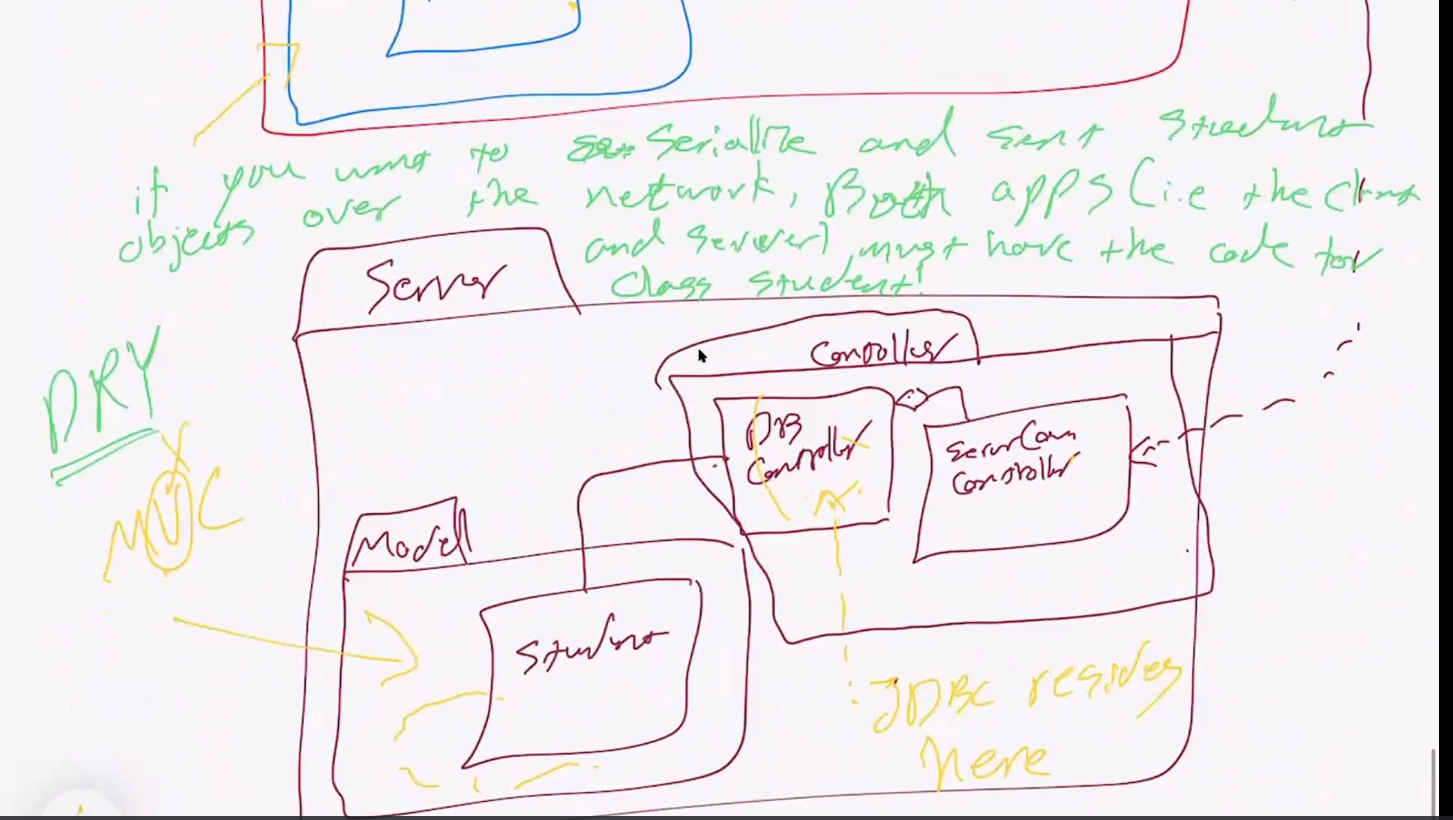 if you want to serialize and sent student
objects over the network, Both apps (i.e the client
and server) must have the code for
class student!
Server
Controller
DRY
DB
Controller
ServerCom
Controller
MVC
Model
Student
JDBC resides
here